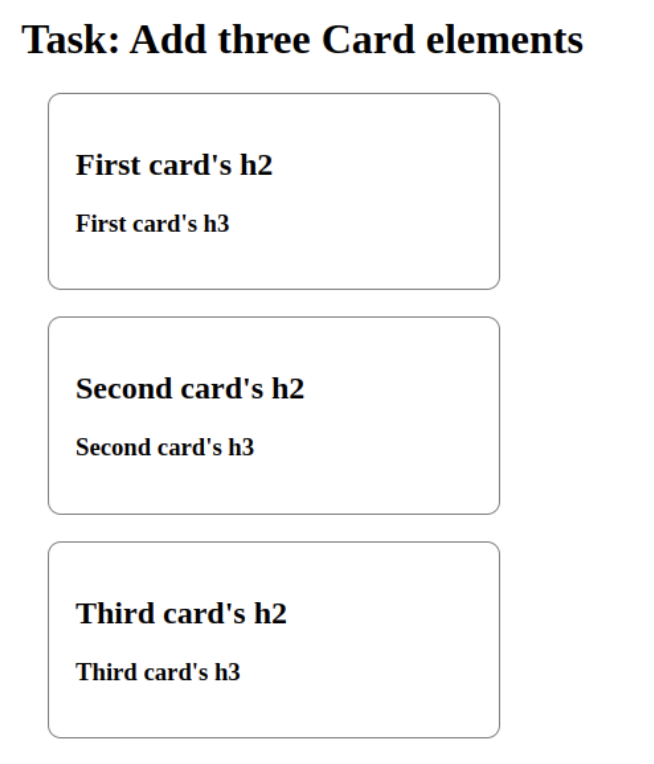 Task: Add three Card elements
First card's h2
First card's h3
Second card's h2
Second card's h3
Third card's h2
Third card's h3